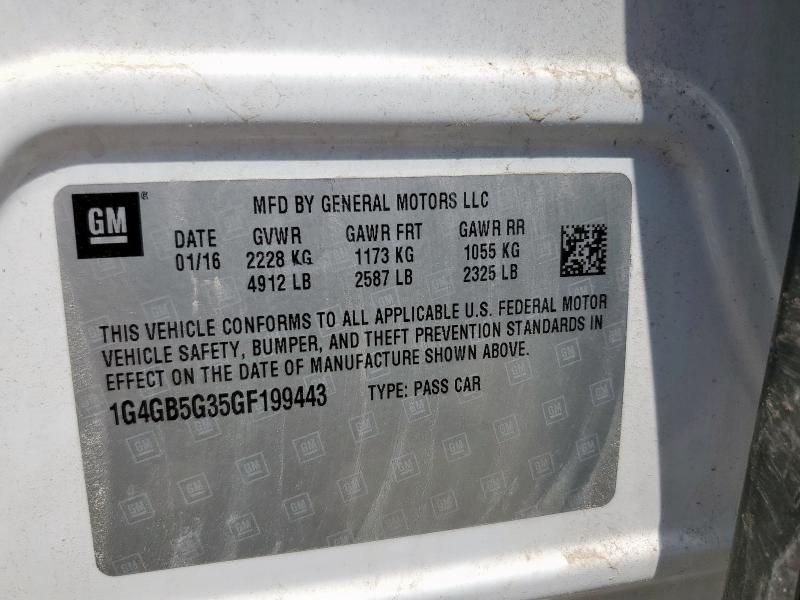 GM ®
MFD BY GENERAL MOTORS LLC
DATE GVWR GAWR FRT GAWR RR
01/16 2228 KG 1173 KG 1055 KG
4912 LB 2587 LB 2325 LB
THIS VEHICLE CONFORMS TO ALL APPLICABLE U.S. FEDERAL MOTOR
VEHICLE SAFETY, BUMPER, AND THEFT PREVENTION STANDARDS IN
EFFECT ON THE DATE OF MANUFACTURE SHOWN ABOVE.
1G4GB5G35GF199443 TYPE: PASS CAR